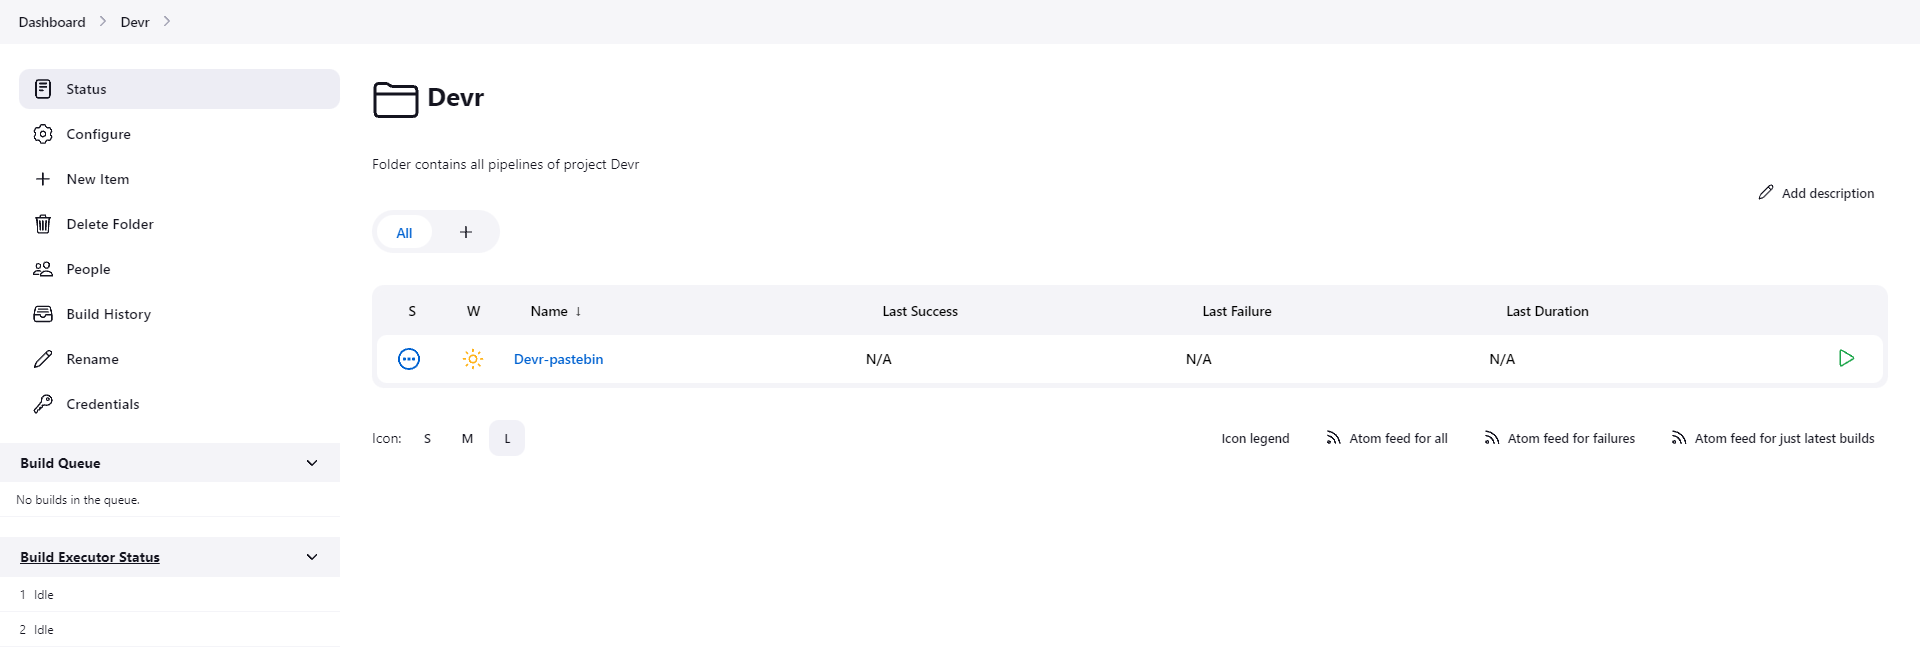 Dashboard
Devr
Status
Configure
New Item
Delete Folder
People
Build History
Rename
Credentials
Build Queue
No builds in the queue.
Build Executor Status
1 Idle
2 Idle
Devr
Folder contains all pipelines of project Devr
Add description
All +
S W Name ↓ Last Success Last Failure Last Duration
Devr-pastebin N/A N/A N/A
Icon: S M L Icon legend Atom feed for all Atom feed for failures Atom feed for just latest builds